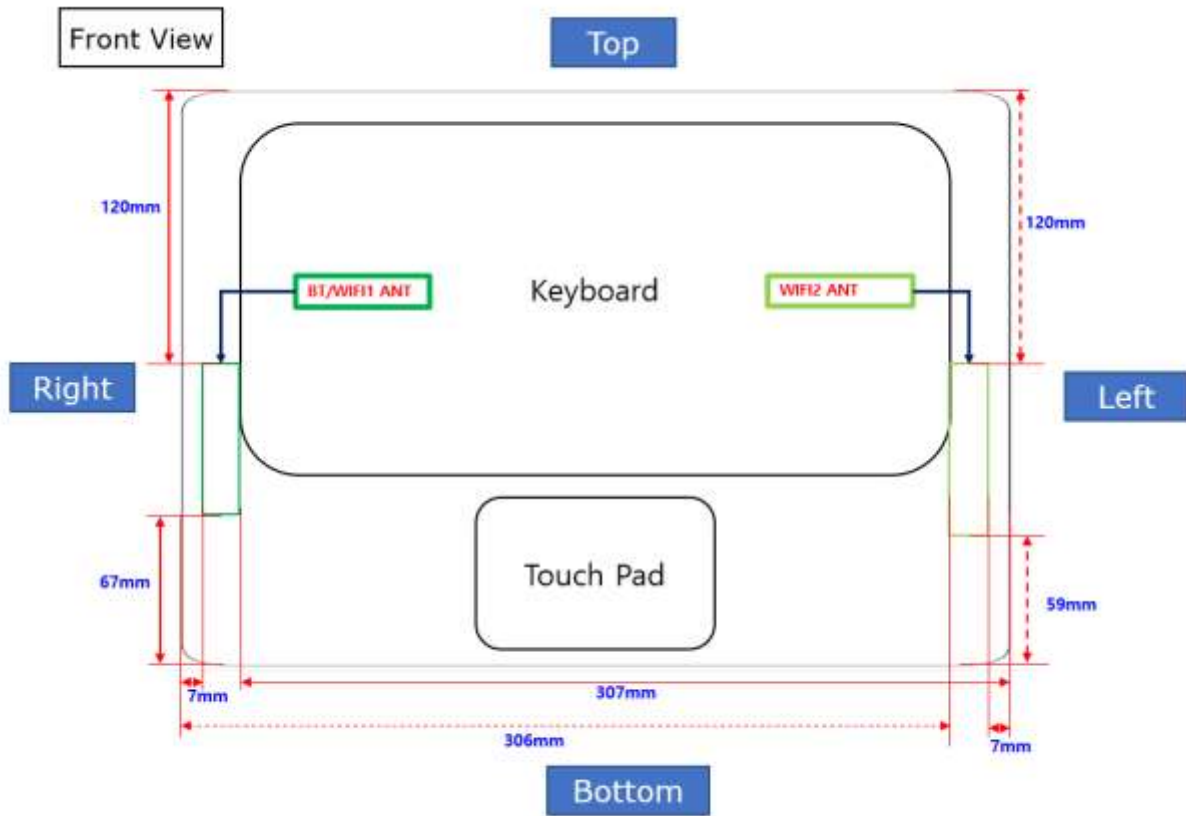 Front View
Top
120mm
120mm
BT/WIFI1 ANT
Keyboard
WIFI2 ANT
Right
Left
Touch Pad
67mm
59mm
7mm
307mm
306mm
7mm
Bottom